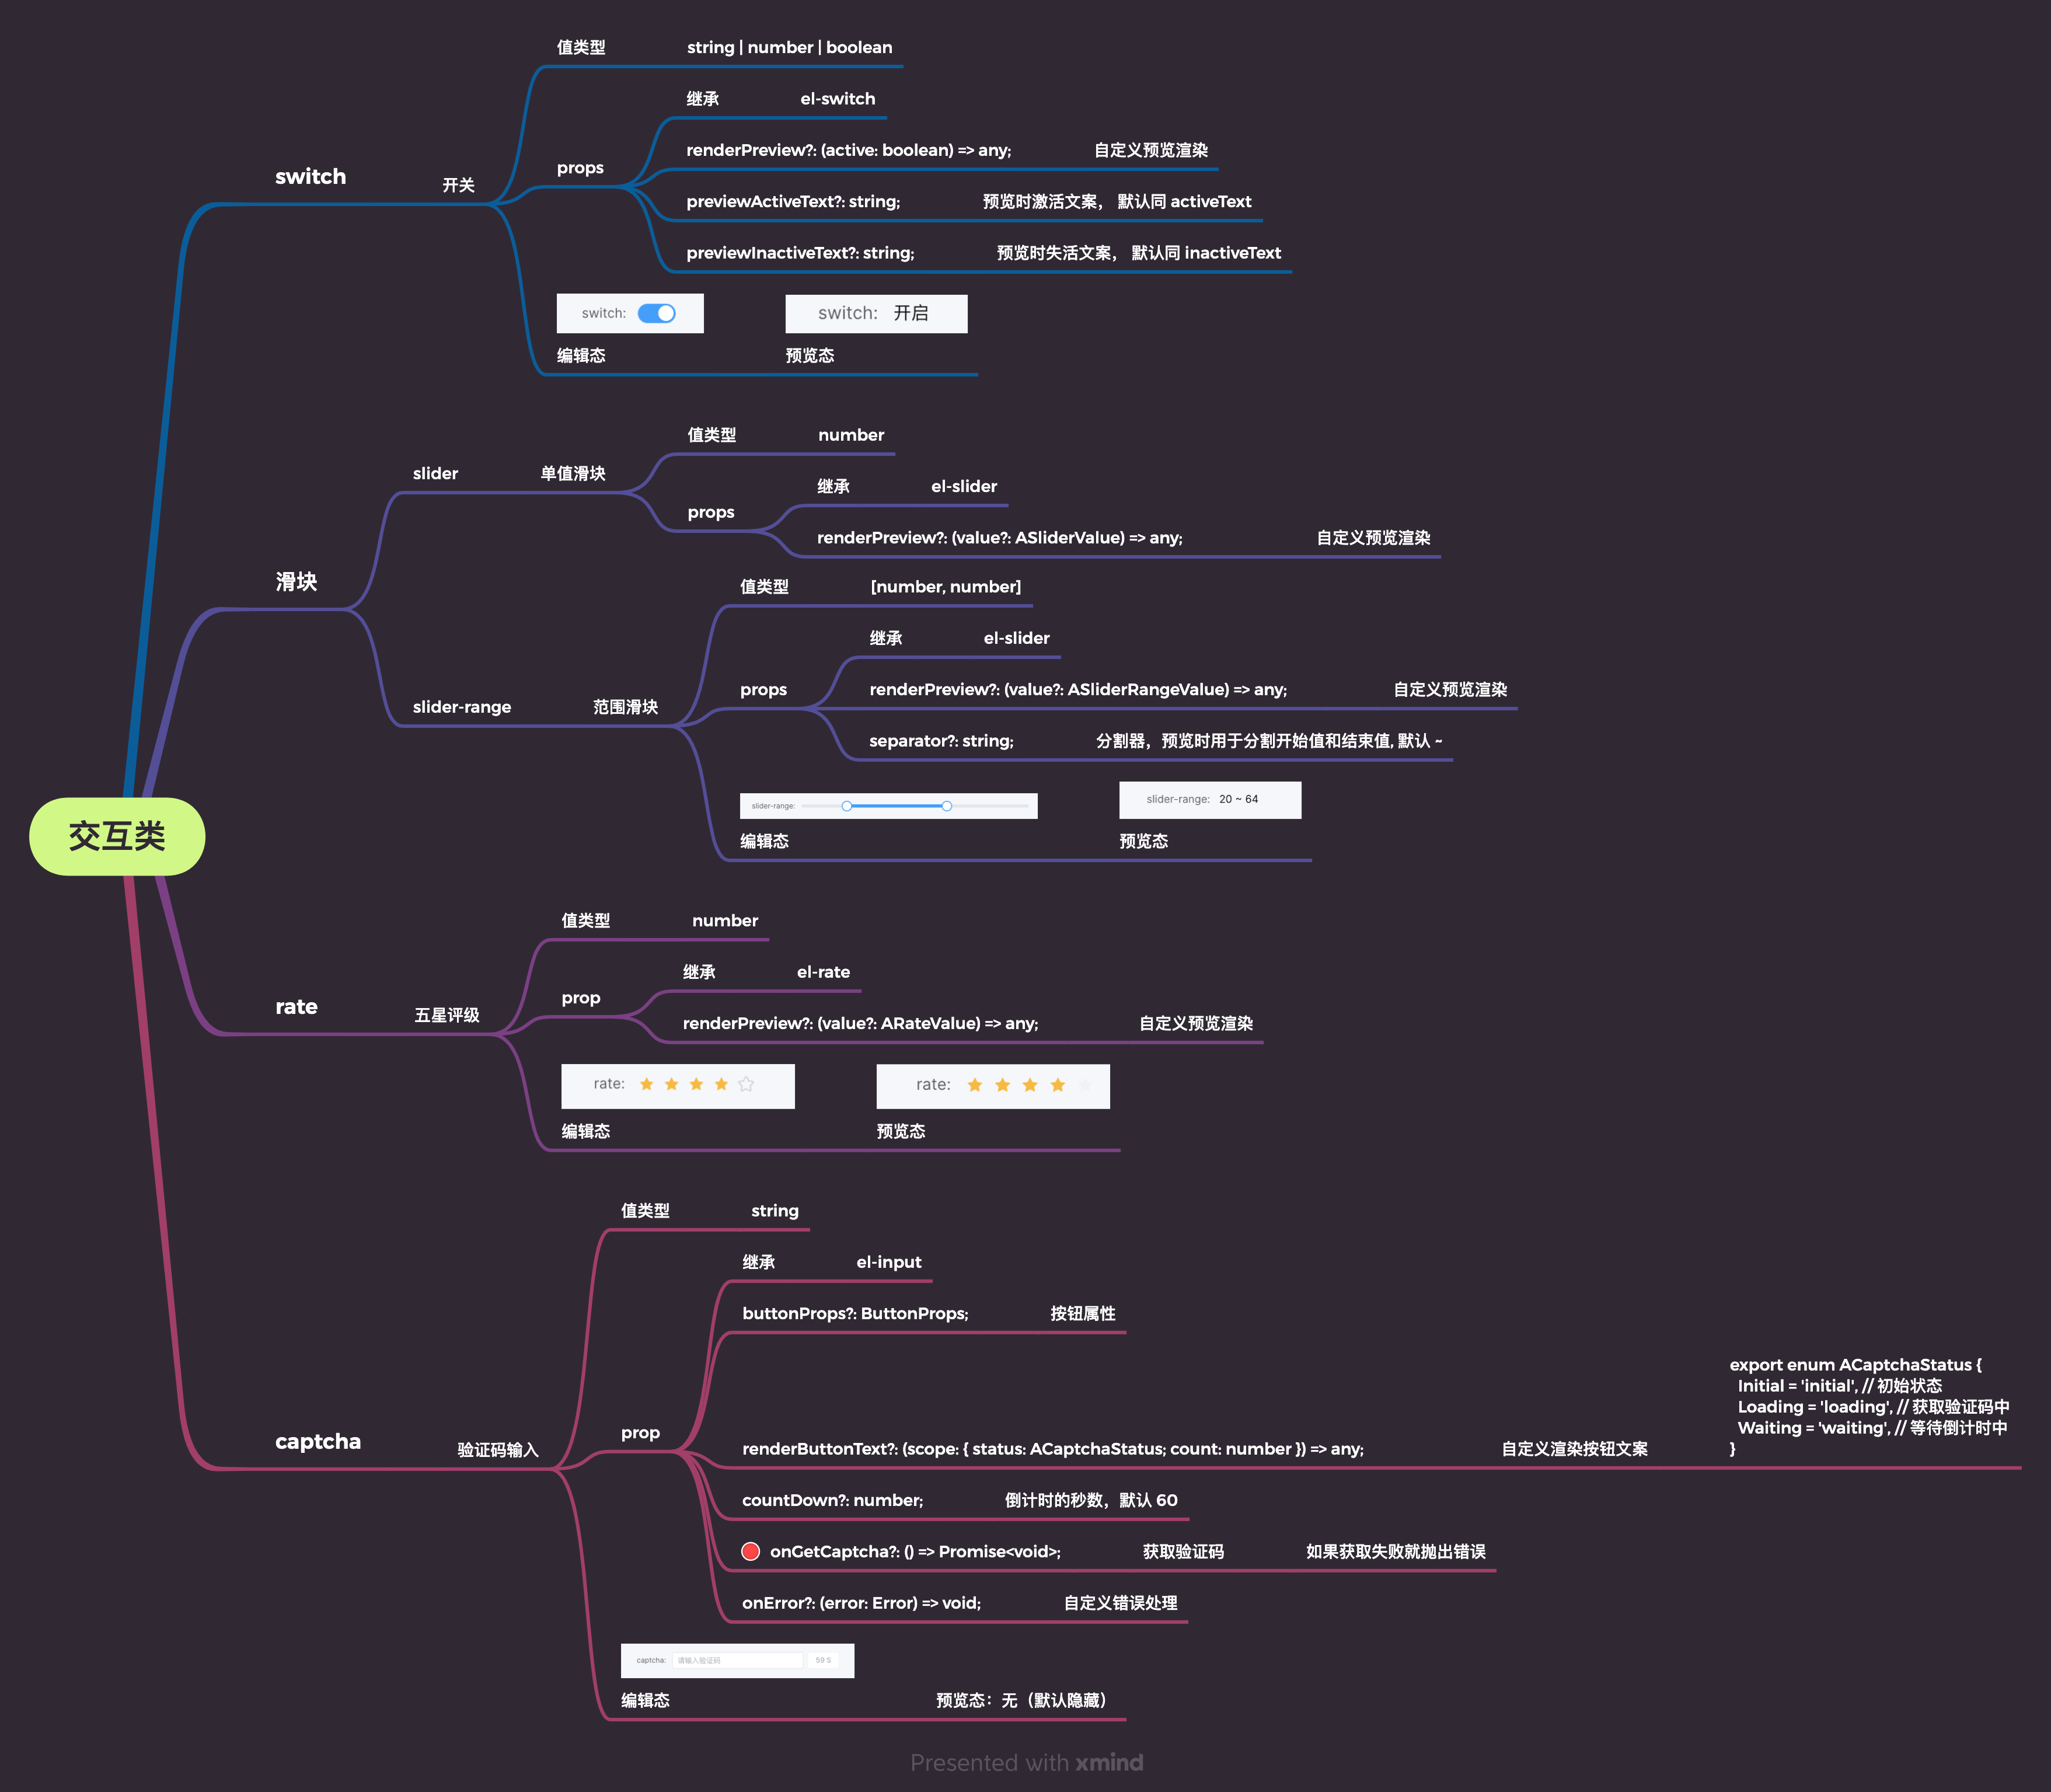 交互类
switch
开关
值类型
string | number | boolean
props
继承
el-switch
renderPreview?: (active: boolean) => any;
自定义预览渲染
previewActiveText?: string;
预览时激活文案， 默认同 activeText
previewInactiveText?: string;
预览时失活文案， 默认同 inactiveText
switch:
编辑态
switch: 开启
预览态
滑块
slider
单值滑块
值类型
number
props
继承
el-slider
renderPreview?: (value?: ASliderValue) => any;
自定义预览渲染
slider-range
范围滑块
值类型
[number, number]
props
继承
el-slider
renderPreview?: (value?: ASliderRangeValue) => any;
自定义预览渲染
separator?: string;
分割器，预览时用于分割开始值和结束值, 默认 ~
slider-range:
编辑态
slider-range: 20 ~ 64
预览态
rate
五星评级
值类型
number
prop
继承
el-rate
renderPreview?: (value?: ARateValue) => any;
自定义预览渲染
rate:
编辑态
rate:
预览态
captcha
验证码输入
值类型
string
prop
继承
el-input
buttonProps?: ButtonProps;
按钮属性
renderButtonText?: (scope: { status: ACaptchaStatus; count: number }) => any;
自定义渲染按钮文案
export enum ACaptchaStatus {
Initial = 'initial', // 初始状态
Loading = 'loading', // 获取验证码中
Waiting = 'waiting', // 等待倒计时中
}
countDown?: number;
倒计时的秒数，默认 60
onGetCaptcha?: () => Promise<void>;
获取验证码
如果获取失败就抛出错误
onError?: (error: Error) => void;
自定义错误处理
captcha: 请输入验证码 59 S
编辑态
预览态：无（默认隐藏）
Presented with xmind